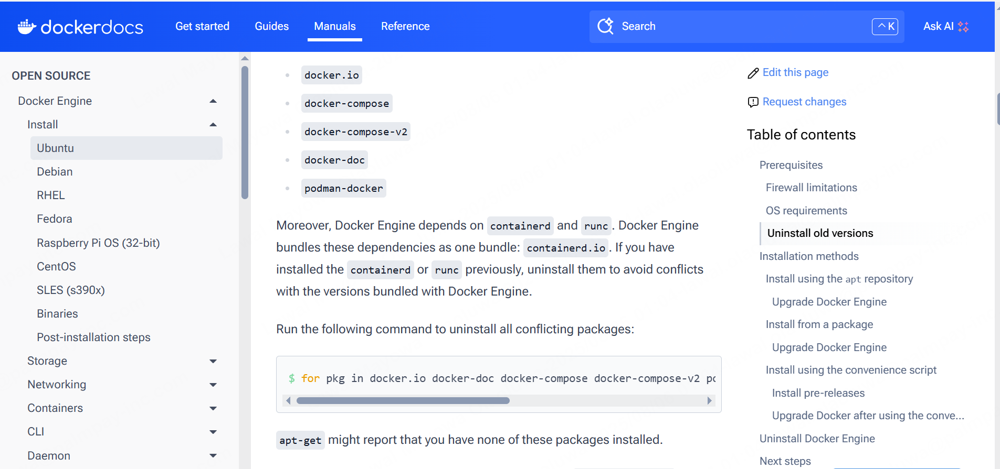 dockerdocs
Get started
Guides
Manuals
Reference
Search
^ K
Ask AI
OPEN SOURCE
Docker Engine
Install
Ubuntu
Debian
RHEL
Fedora
Raspberry Pi OS (32-bit)
CentOS
SLES (s390x)
Binaries
Post-installation steps
Storage
Networking
Containers
CLI
Daemon
docker.io
docker-compose
docker-compose-v2
docker-doc
podman-docker
Moreover, Docker Engine depends on containerd and runc. Docker Engine
bundles these dependencies as one bundle: containerd.io. If you have
installed the containerd or runc previously, uninstall them to avoid conflicts
with the versions bundled with Docker Engine.
Run the following command to uninstall all conflicting packages:
$ for pkg in docker.io docker-doc docker-compose docker-compose-v2
apt-get might report that you have none of these packages installed.
Edit this page
Request changes
Table of contents
Prerequisites
Firewall limitations
OS requirements
Uninstall old versions
Installation methods
Install using the apt repository
Upgrade Docker Engine
Install from a package
Upgrade Docker Engine
Install using the convenience script
Install pre-releases
Upgrade Docker after using the conve...
Uninstall Docker Engine
Next steps